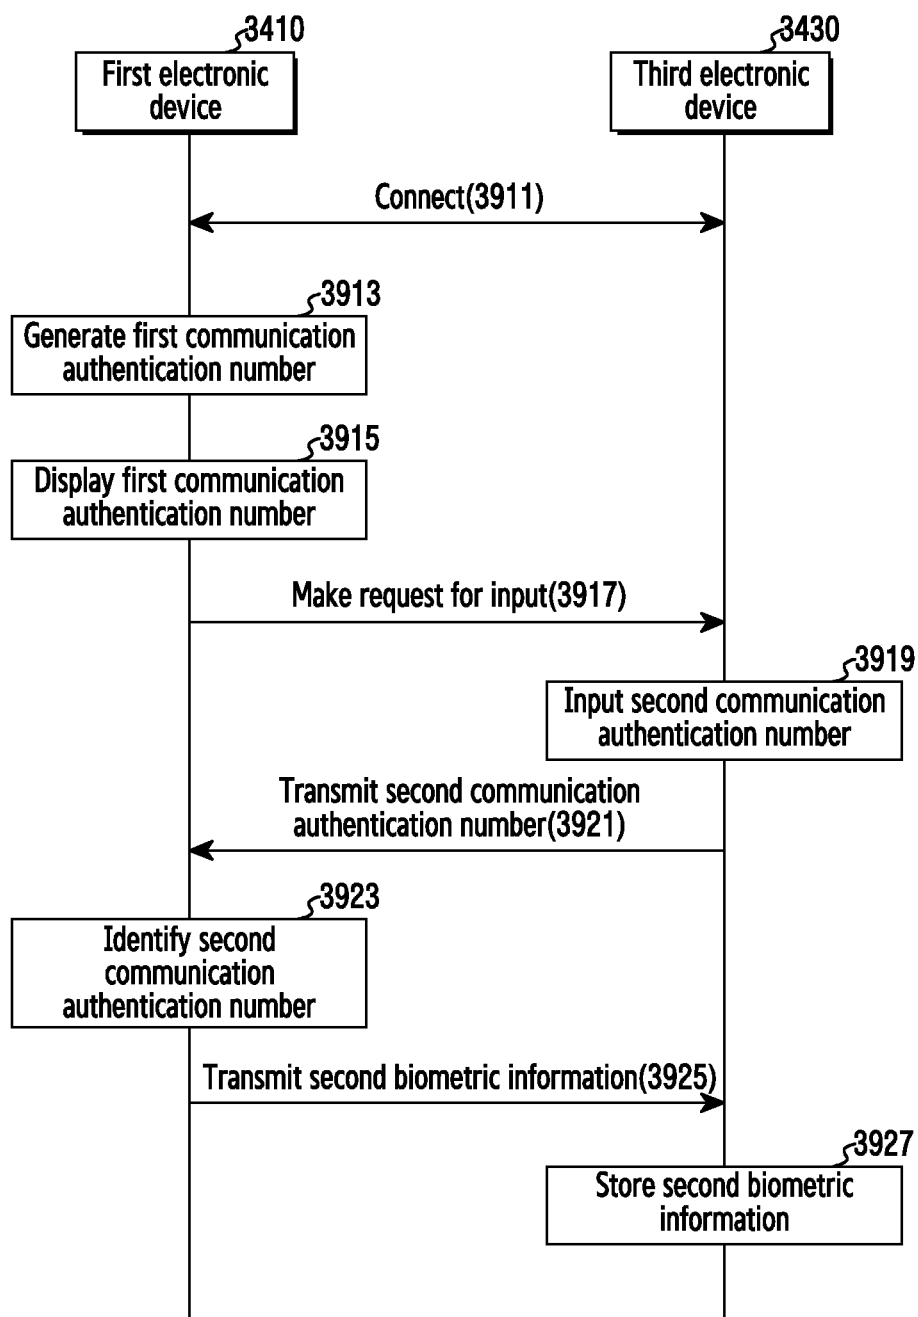 3410
3430
First electronic
device
Third electronic
device
Connect(3911)
3913
Generate first communication
authentication number
3915
Display first communication
authentication number
Make request for input(3917)
3919
Input second communication
authentication number
Transmit second communication
authentication number(3921)
3923
Identify second
communication
authentication number
Transmit second biometric information(3925)
3927
Store second biometric
information